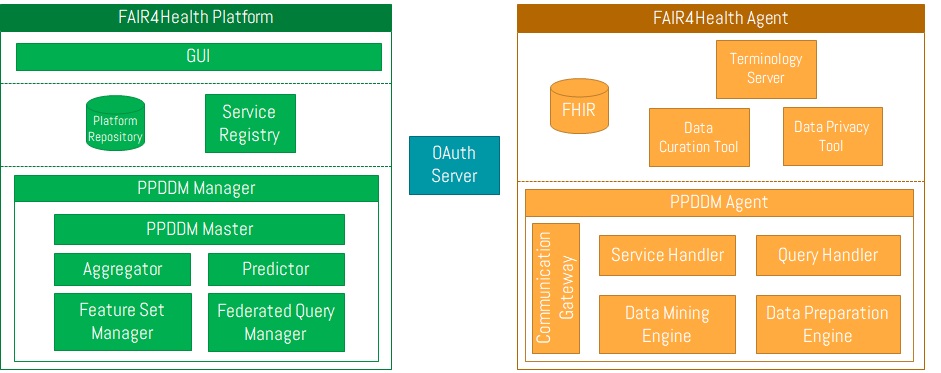 FAIR4Health Platform
GUI
Platform
Repository
Service
Registry
PPDDM Manager
PPDDM Master
Aggregator
Predictor
Feature Set
Manager
Federated Query
Manager
OAuth
Server
FAIR4Health Agent
Terminology
Server
FHIR
Data
Curation Tool
Data Privacy
Tool
PPDDM Agent
Communication
Gateway
Service Handler
Query Handler
Data Mining
Engine
Data Preparation
Engine